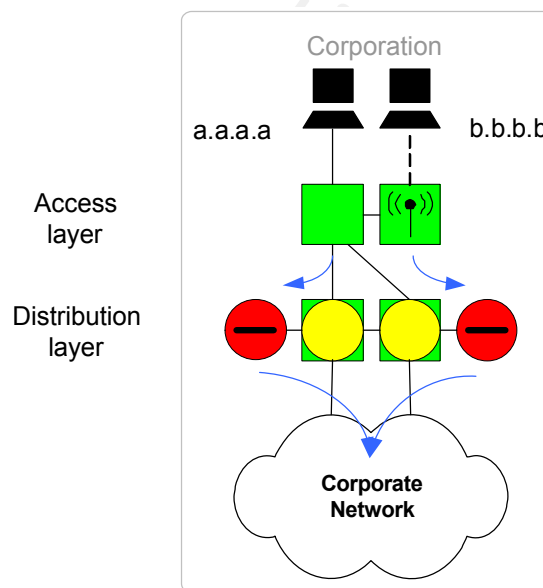 Corporation
a.a.a.a
b.b.b.b
Access
layer
Distribution
layer
Corporate
Network